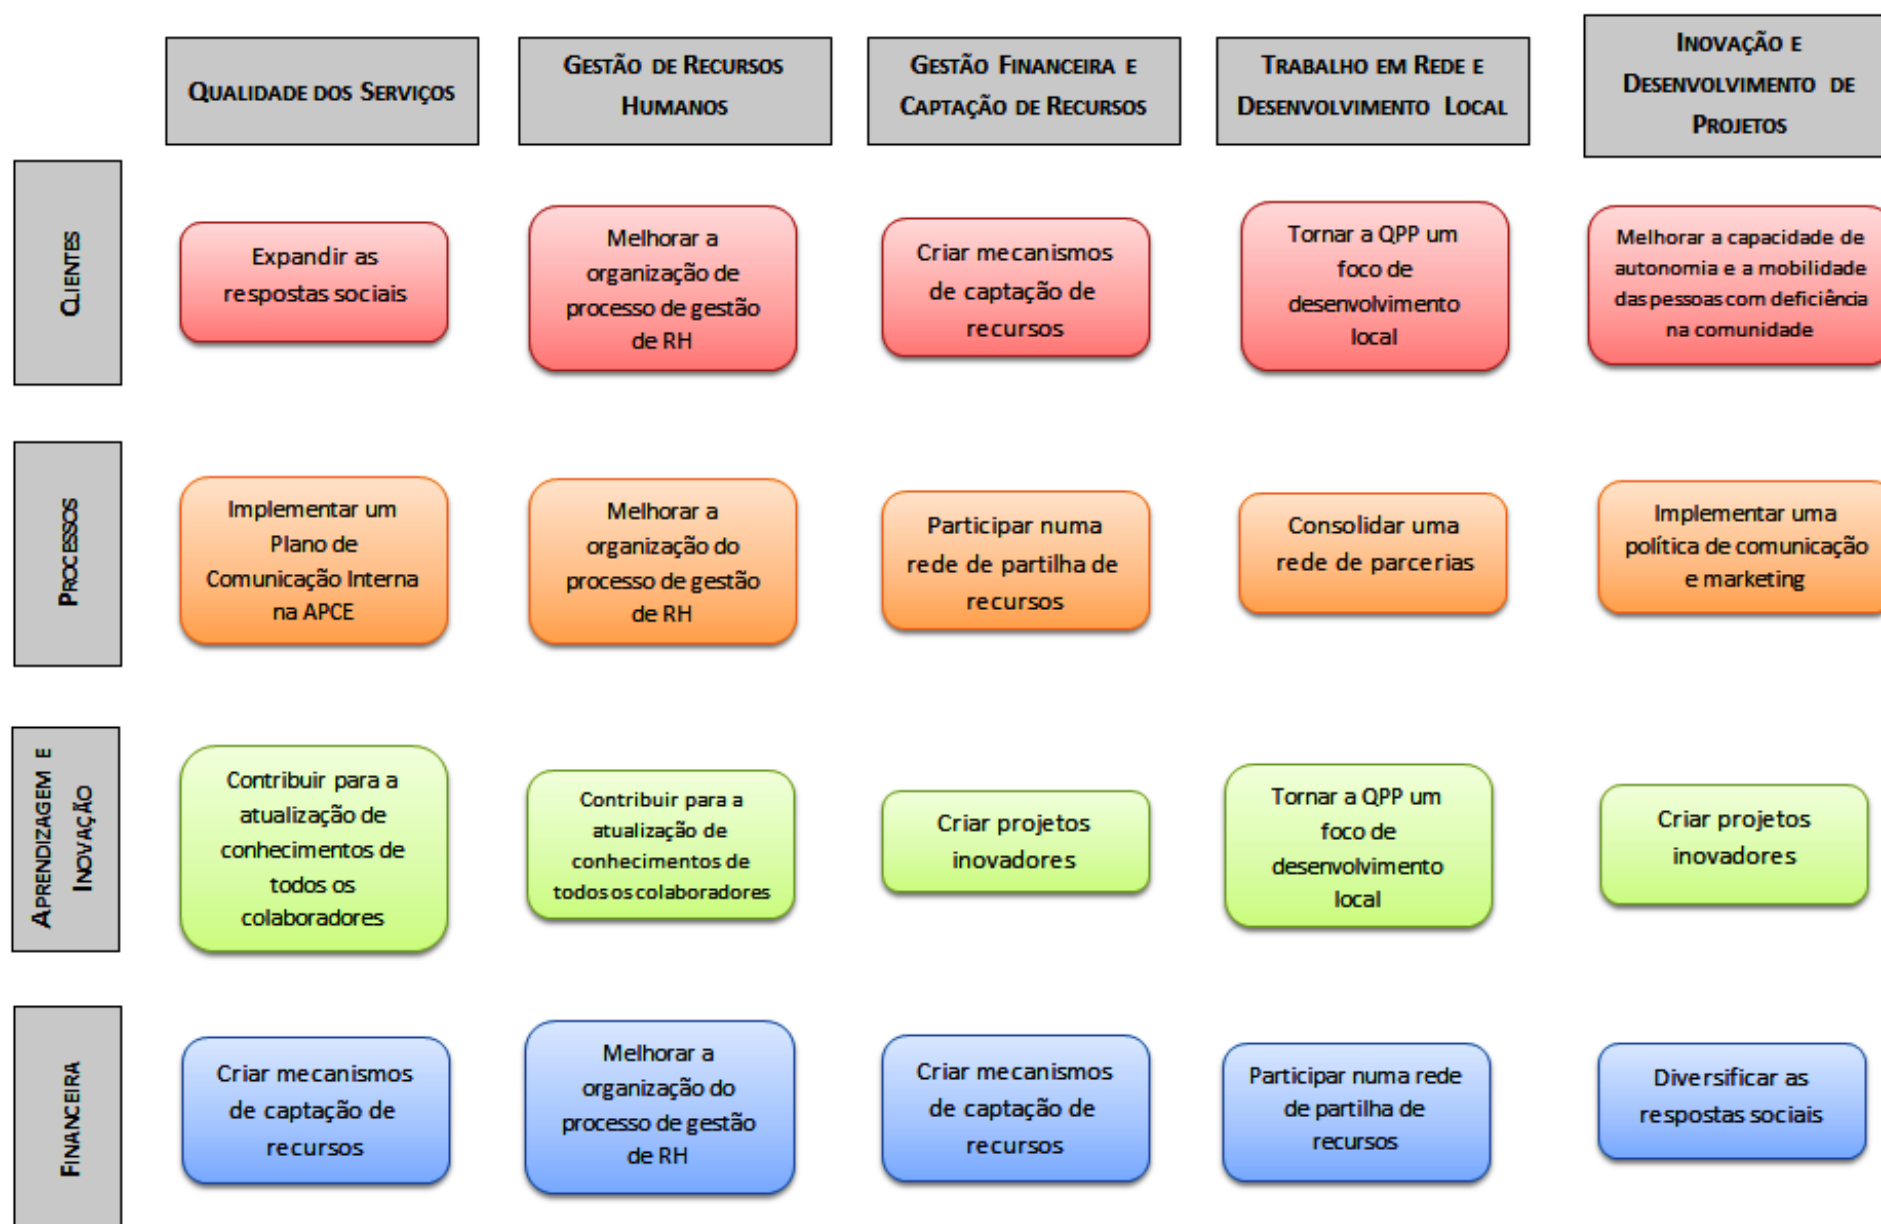 QUALIDADE DOS SERVIÇOS
GESTÃO DE RECURSOS
HUMANOS
GESTÃO FINANCEIRA E
CAPTAÇÃO DE RECURSOS
TRABALHO EM REDE E
DESENVOLVIMENTO LOCAL
INOVAÇÃO E
DESENVOLVIMENTO DE
PROJETOS
CLIENTES
Expandir as
respostas sociais
Melhorar a
organização de
processo de gestão
de RH
Criar mecanismos
de captação de
recursos
Tornar a QPP um
foco de
desenvolvimento
local
Melhorar a capacidade de
autonomia e a mobilidade
das pessoas com deficiência
na comunidade
PROCESSOS
Implementar um
Plano de
Comunicação Interna
na APCE
Melhorar a
organização do
processo de gestão
de RH
Participar numa
rede de partilha de
recursos
Consolidar uma
rede de parcerias
Implementar uma
política de comunicação
e marketing
APRENDIZAGEM E
INOVAÇÃO
Contribuir para a
atualização de
conhecimentos de
todos os
colaboradores
Contribuir para a
atualização de
conhecimentos de
todos os colaboradores
Criar projetos
inovadores
Tornar a QPP um
foco de
desenvolvimento
local
Criar projetos
inovadores
FINANCEIRA
Criar mecanismos
de captação de
recursos
Melhorar a
organização do
processo de gestão
de RH
Criar mecanismos
de captação de
recursos
Participar numa rede
de partilha de
recursos
Diversificar as
respostas sociais